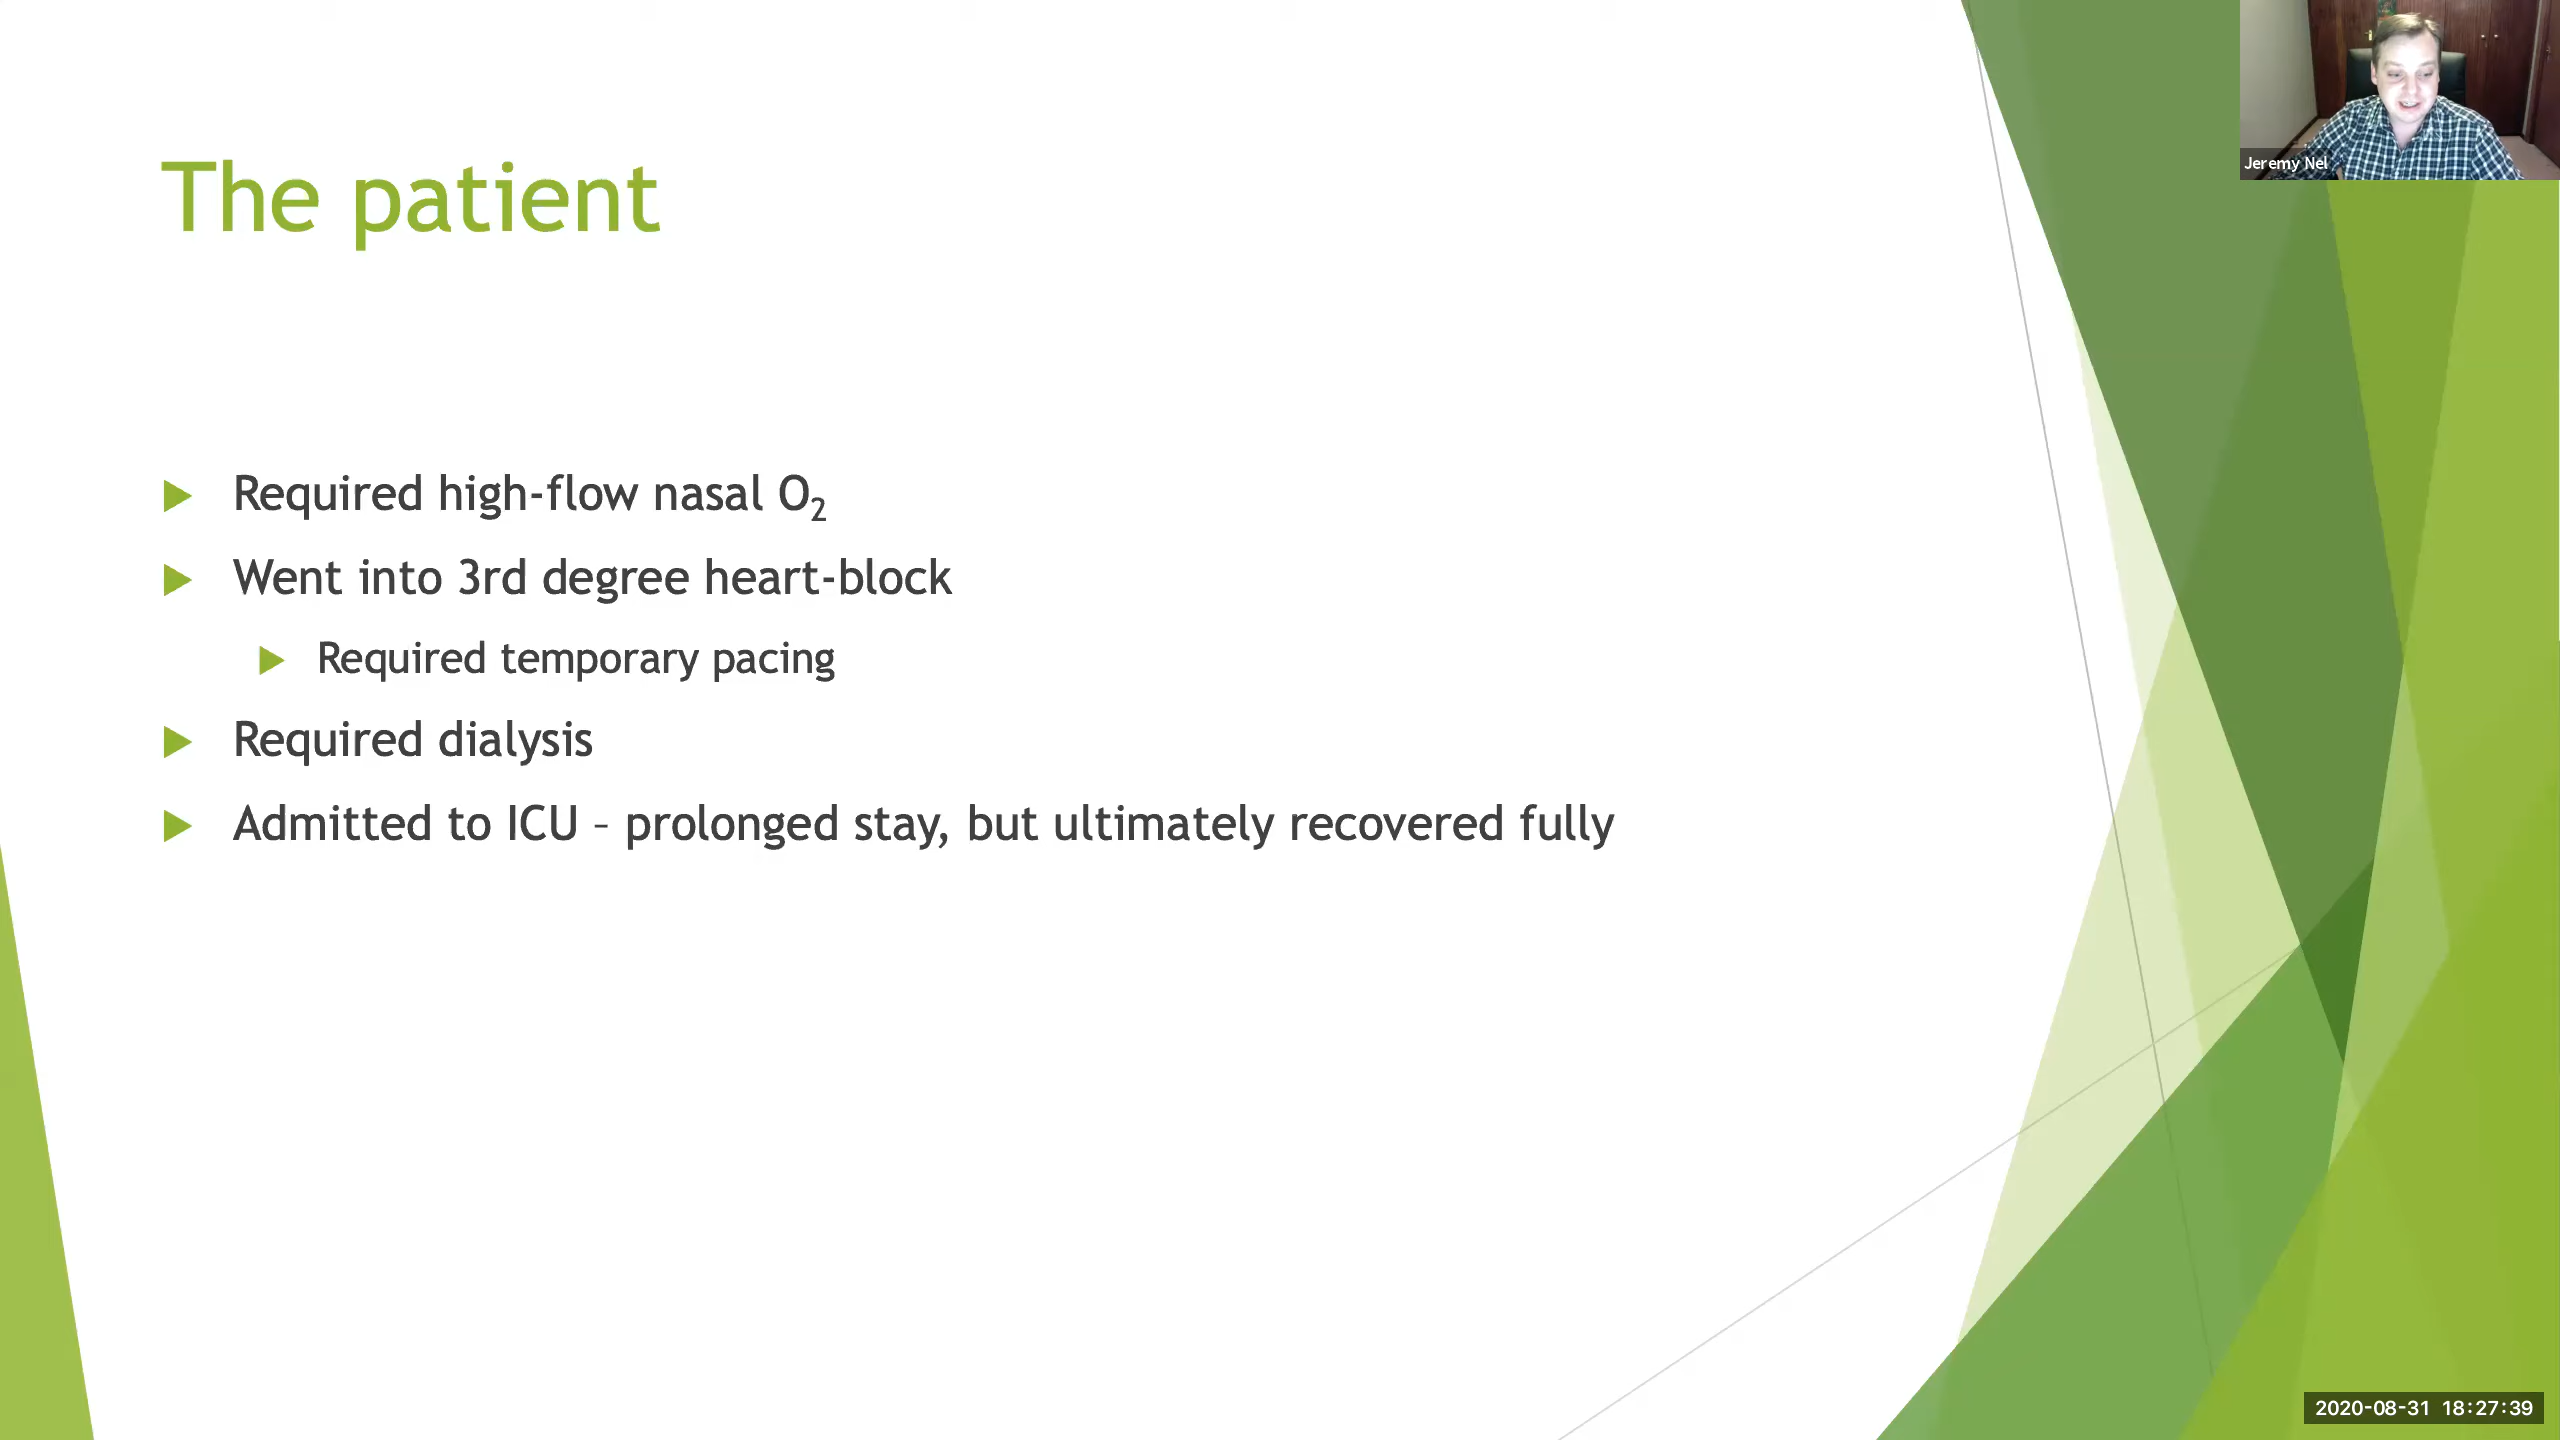 Jeremy Nel
The patient
Required high-flow nasal O₂
Went into 3rd degree heart-block
Required temporary pacing
Required dialysis
Admitted to ICU – prolonged stay, but ultimately recovered fully
2020-08-31 18:27:39